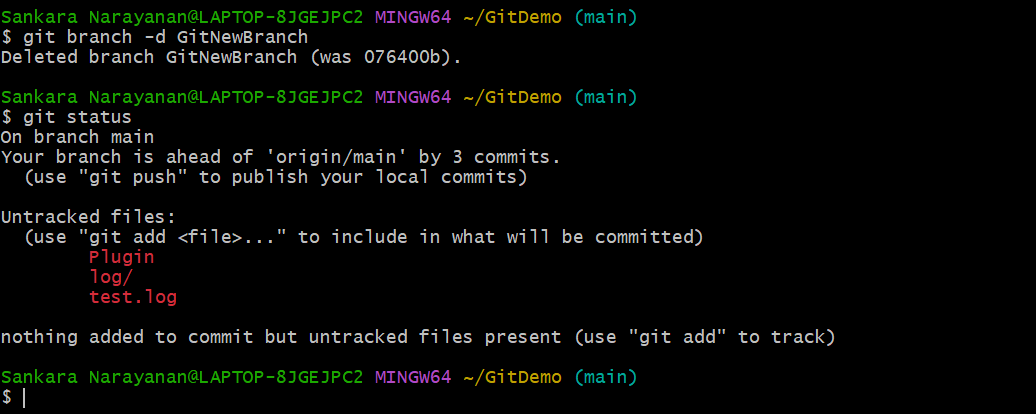 Sankara Narayanan@LAPTOP-8JGEJPC2 MINGW64 ~/GitDemo (main)
$ git branch -d GitNewBranch
Deleted branch GitNewBranch (was 076400b).
Sankara Narayanan@LAPTOP-8JGEJPC2 MINGW64 ~/GitDemo (main)
$ git status
On branch main
Your branch is ahead of 'origin/main' by 3 commits.
  (use "git push" to publish your local commits)
Untracked files:
  (use "git add <file>..." to include in what will be committed)
        Plugin
        log/
        test.log
nothing added to commit but untracked files present (use "git add" to track)
Sankara Narayanan@LAPTOP-8JGEJPC2 MINGW64 ~/GitDemo (main)
$